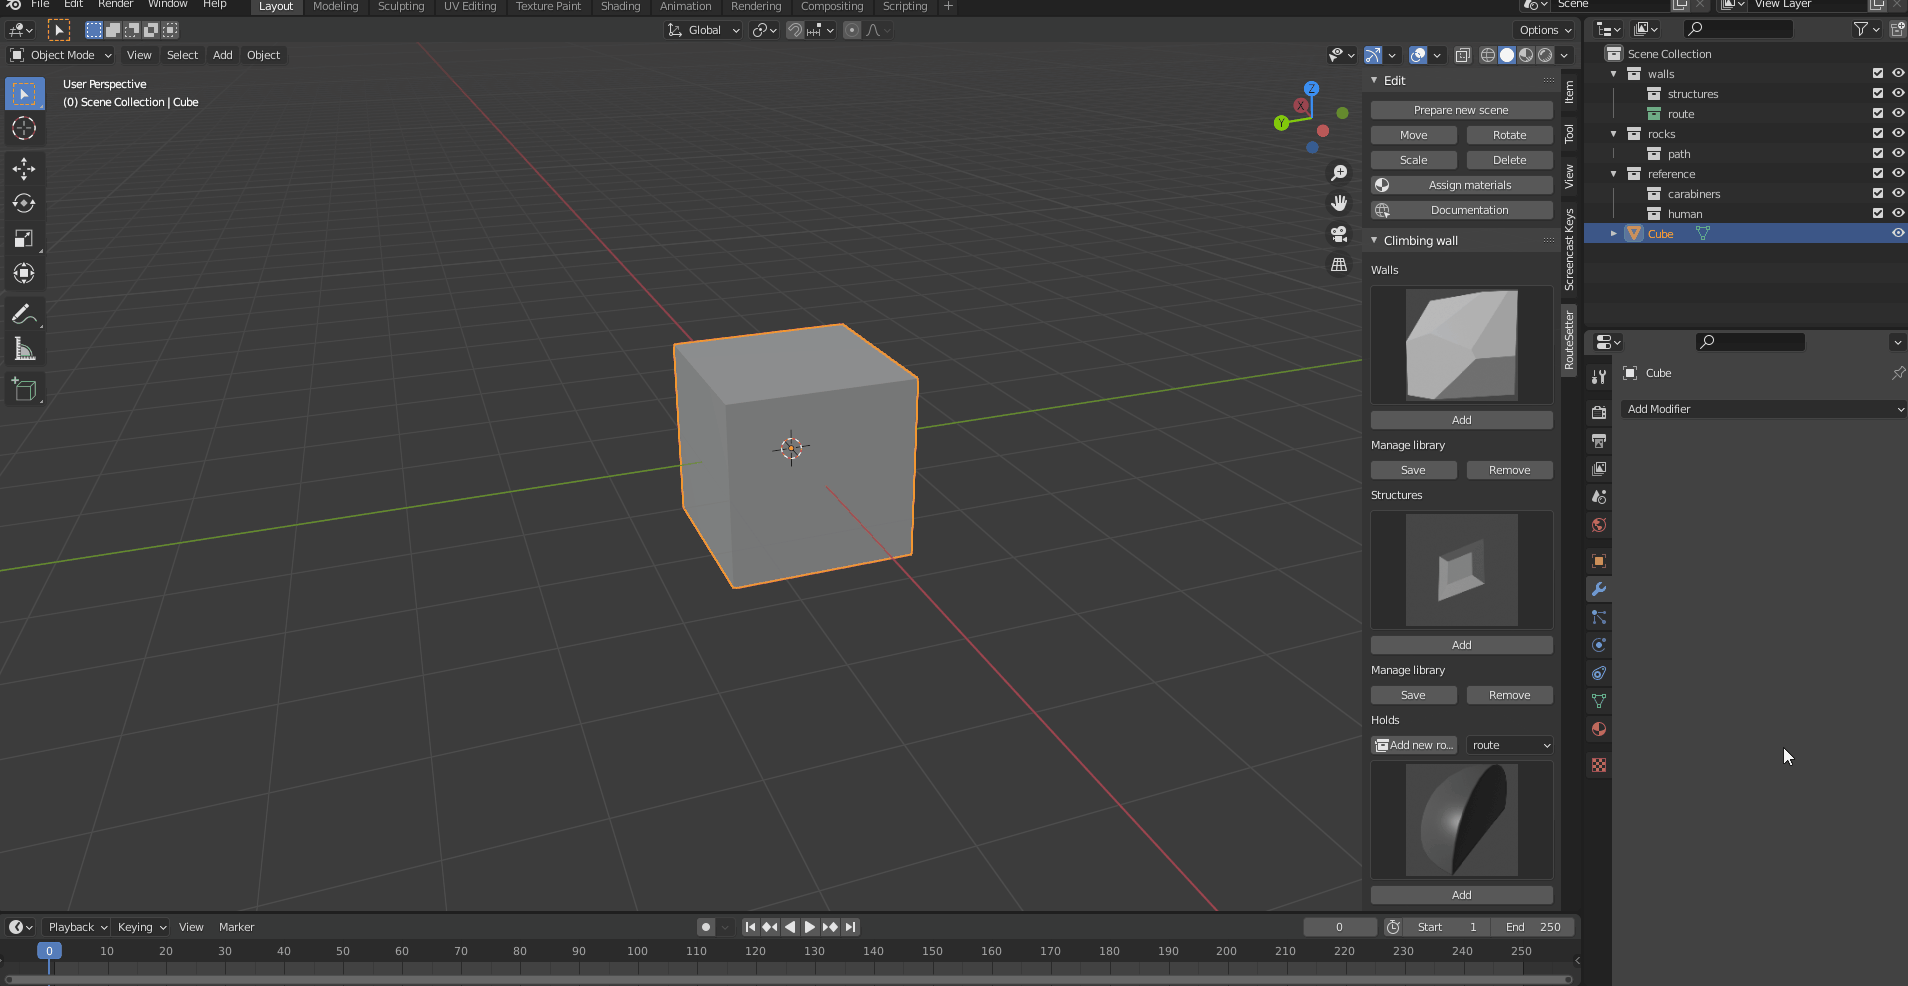 File Edit Render Window Help Layout Modeling Sculpting UV Editing Texture Paint Shading Animation Rendering Compositing Scripting + Scene View Layer
Global Options
Object Mode View Select Add Object
User Perspective
(0) Scene Collection | Cube
Z
X
Y
Edit
Prepare new scene
Move Rotate
Scale Delete
Assign materials
Documentation
Climbing wall
Walls
Add
Manage library
Save Remove
Structures
Add
Manage library
Save Remove
Holds
Add new ro... route
Add
Item
Tool
View
Screencast Keys
RouteSetter
Scene Collection
walls
structures
route
rocks
path
reference
carabiners
human
Cube
Cube
Add Modifier
Playback Keying View Marker 0 Start 1 End 250
0 10 20 30 40 50 60 70 80 90 100 110 120 130 140 150 160 170 180 190 200 210 220 230 240 250